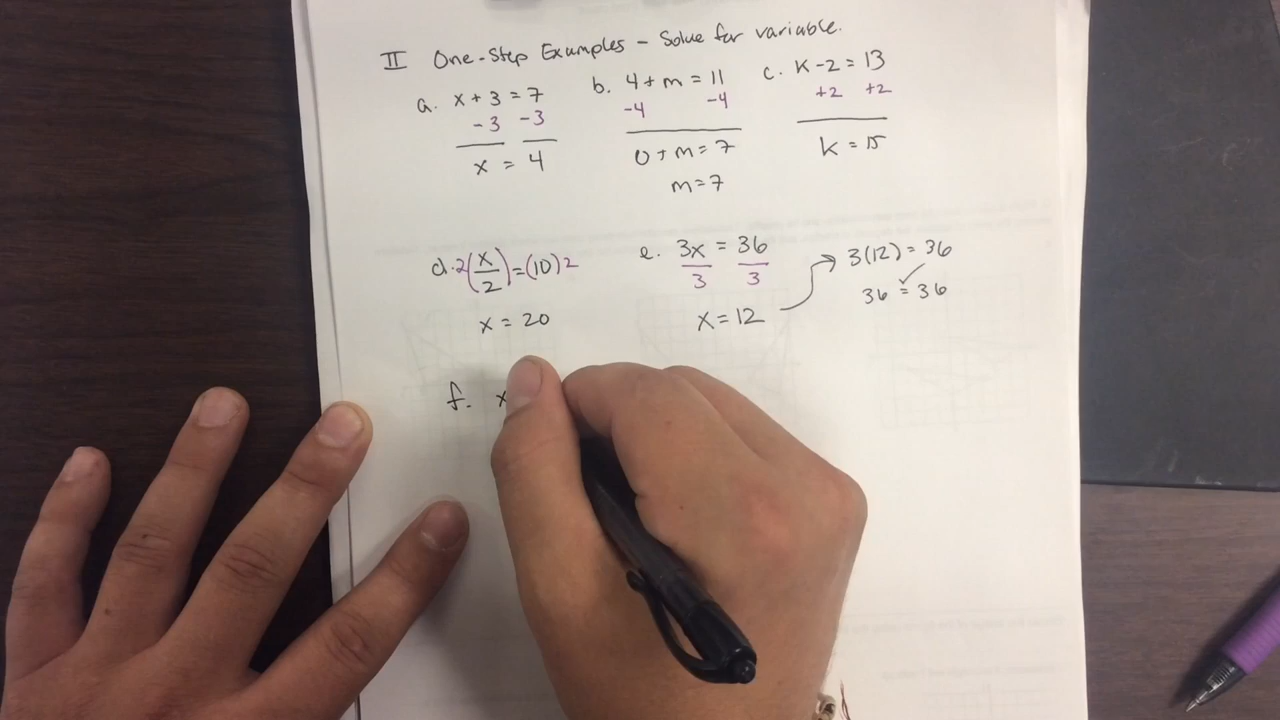 II One-Step Examples - Solve for variable.
a. x + 3 = 7
-3 -3
x = 4
b. 4 + m = 11
-4 -4
0 + m = 7
m = 7
c. k - 2 = 13
+2 +2
k = 15
d. 2(x/2) = (10)2
x = 20
e. 3x = 36
3 3
x = 12
3(12) = 36
36 = 36 ✓
f. x